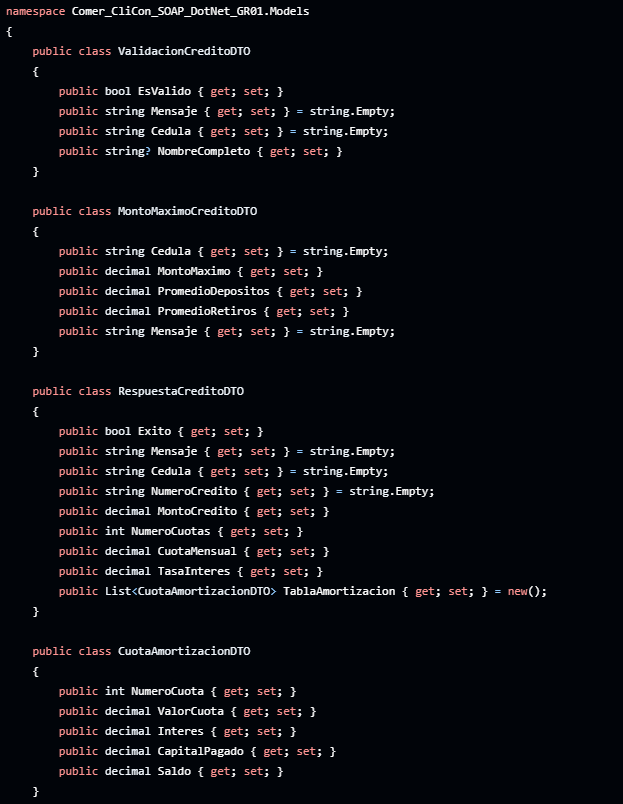 namespace Comer_CliCon_SOAP_DotNet_GR01.Models
{
    public class ValidacionCreditoDTO
    {
        public bool EsValido { get; set; }
        public string Mensaje { get; set; } = string.Empty;
        public string Cedula { get; set; } = string.Empty;
        public string? NombreCompleto { get; set; }
    }

    public class MontoMaximoCreditoDTO
    {
        public string Cedula { get; set; } = string.Empty;
        public decimal MontoMaximo { get; set; }
        public decimal PromedioDepositos { get; set; }
        public decimal PromedioRetiros { get; set; }
        public string Mensaje { get; set; } = string.Empty;
    }

    public class RespuestaCreditoDTO
    {
        public bool Exito { get; set; }
        public string Mensaje { get; set; } = string.Empty;
        public string Cedula { get; set; } = string.Empty;
        public string NumeroCredito { get; set; } = string.Empty;
        public decimal MontoCredito { get; set; }
        public int NumeroCuotas { get; set; }
        public decimal CuotaMensual { get; set; }
        public decimal TasaInteres { get; set; }
        public List<CuotaAmortizacionDTO> TablaAmortizacion { get; set; } = new();
    }

    public class CuotaAmortizacionDTO
    {
        public int NumeroCuota { get; set; }
        public decimal ValorCuota { get; set; }
        public decimal Interes { get; set; }
        public decimal CapitalPagado { get; set; }
        public decimal Saldo { get; set; }
    }